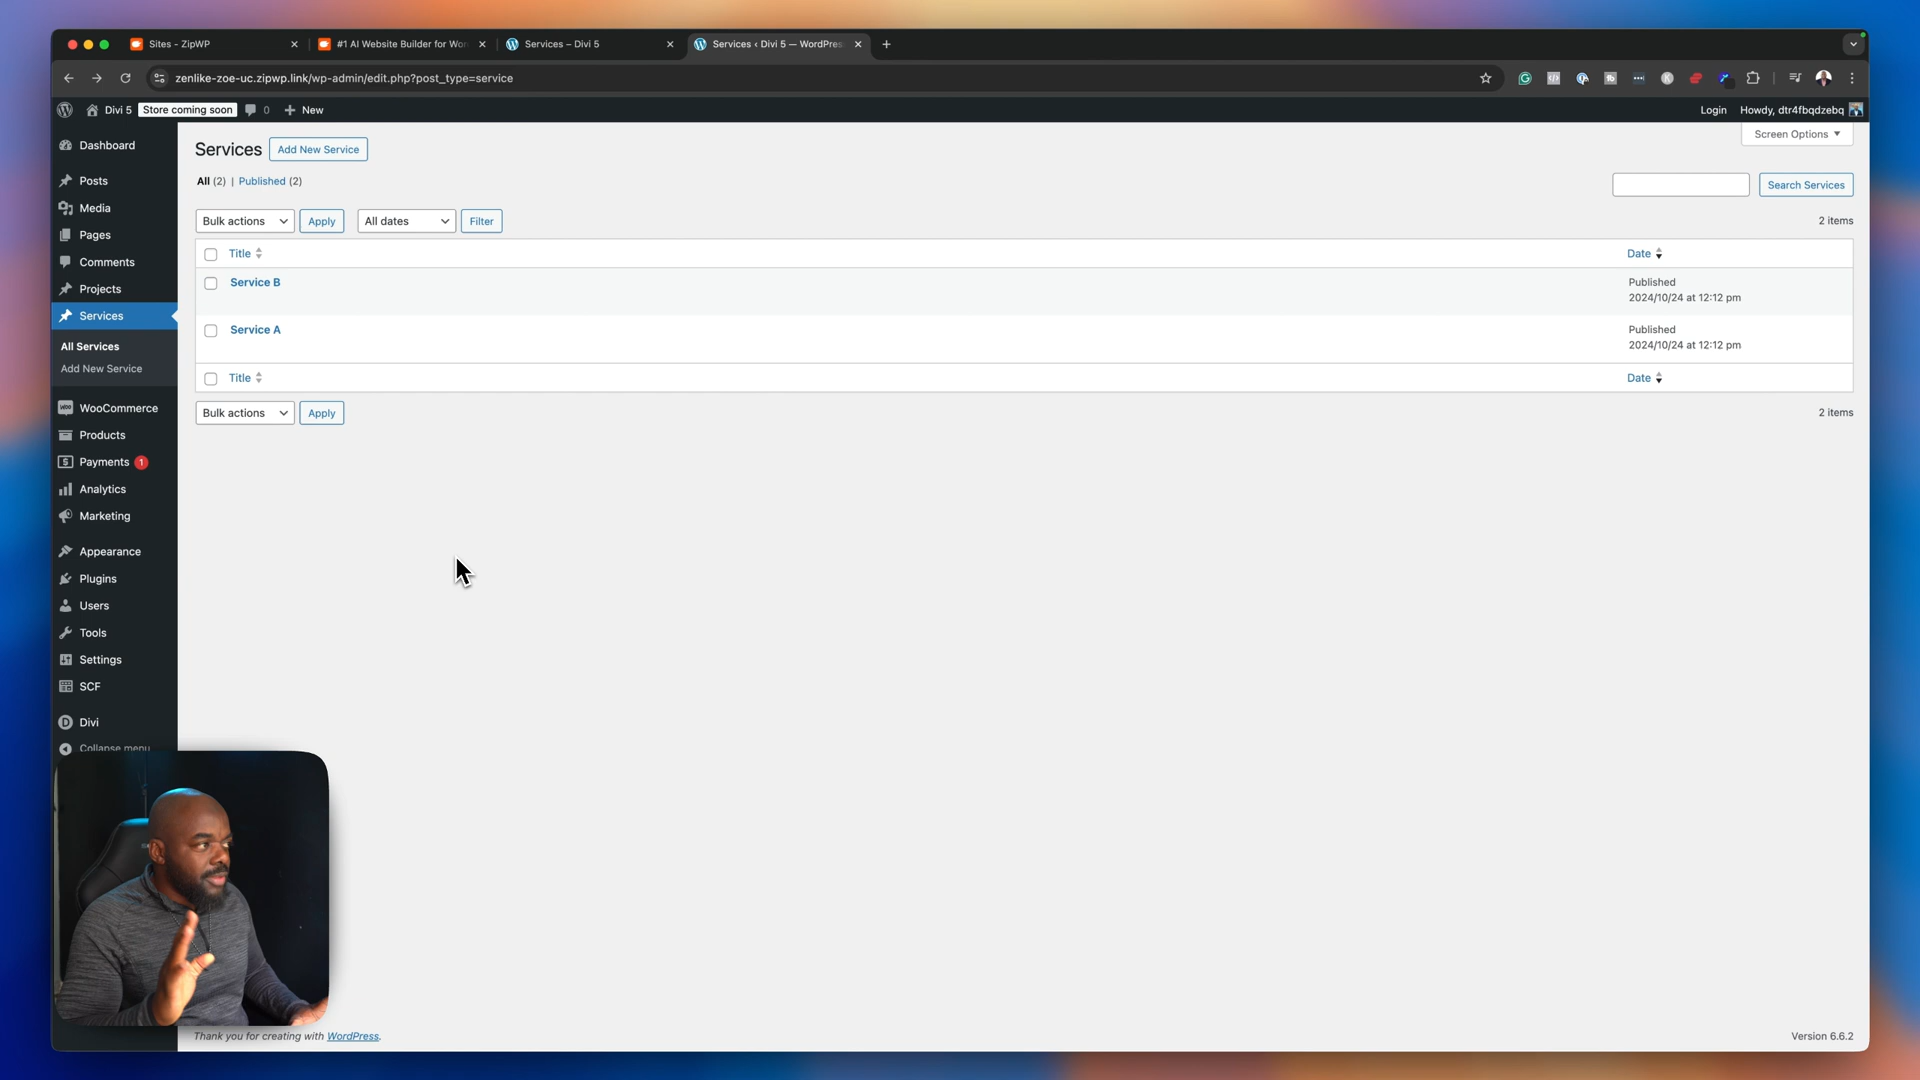 Sites - ZipWP
#1 AI Website Builder for Wor
Services – Divi 5
Services ‹ Divi 5 — WordPres
zenlike-zoe-uc.zipwp.link/wp-admin/edit.php?post_type=service
Divi 5
Store coming soon
0
New
Login
Howdy, dtr4fbqdzebq
Screen Options
Dashboard
Posts
Media
Pages
Comments
Projects
Services
All Services
Add New Service
WooCommerce
Products
Payments 1
Analytics
Marketing
Appearance
Plugins
Users
Tools
Settings
SCF
Divi
Collapse menu
Services
Add New Service
All (2) | Published (2)
Search Services
Bulk actions
Apply
All dates
Filter
2 items
Title
Date
Service B
Published
2024/10/24 at 12:12 pm
Service A
Published
2024/10/24 at 12:12 pm
Title
Date
Bulk actions
Apply
2 items
Thank you for creating with WordPress.
Version 6.6.2